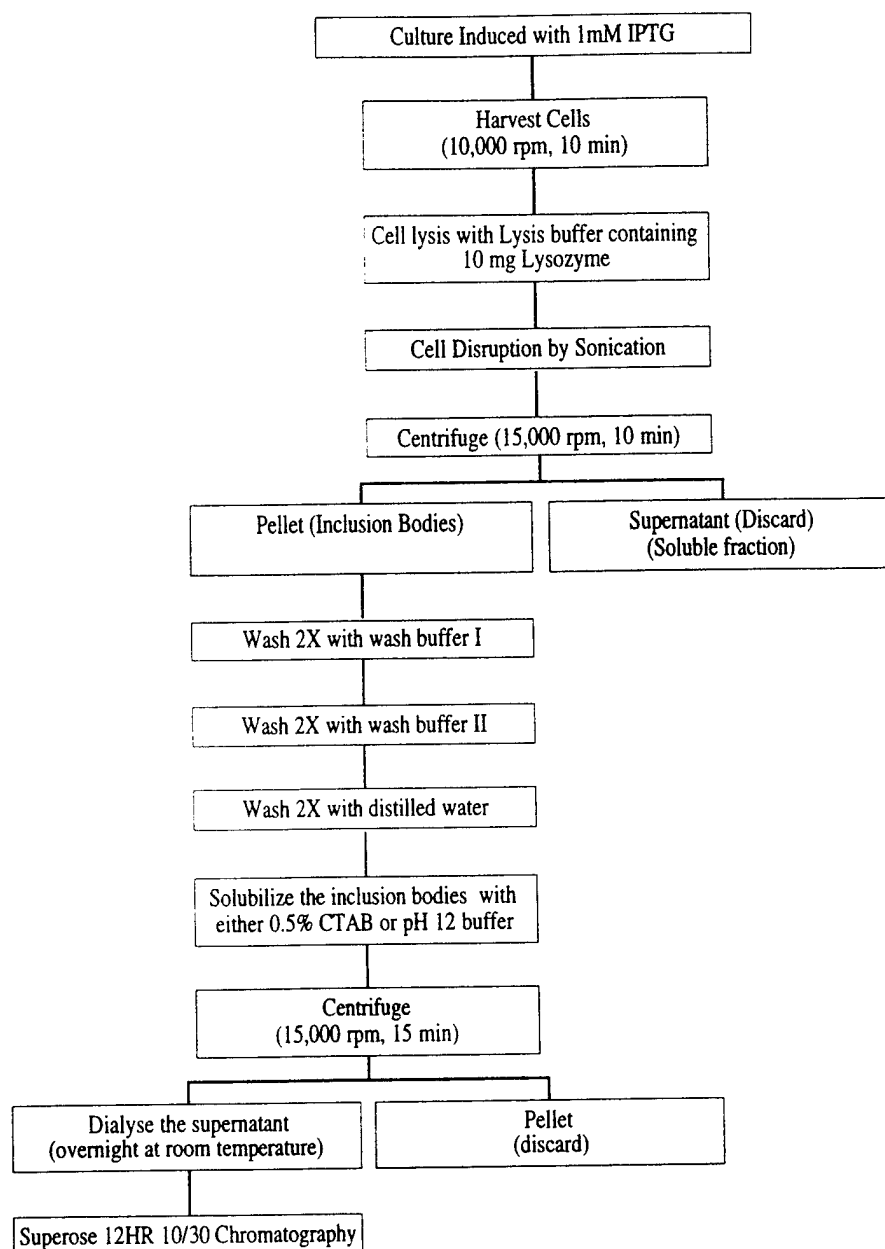 Culture Induced with 1mM IPTG
Harvest Cells
(10,000 rpm, 10 min)
Cell lysis with Lysis buffer containing
10 mg Lysozyme
Cell Disruption by Sonication
Centrifuge (15,000 rpm, 10 min)
Pellet (Inclusion Bodies)
Supernatant (Discard)
(Soluble fraction)
Wash 2X with wash buffer I
Wash 2X with wash buffer II
Wash 2X with distilled water
Solubilize the inclusion bodies with
either 0.5% CTAB or pH 12 buffer
Centrifuge
(15,000 rpm, 15 min)
Dialyse the supernatant
(overnight at room temperature)
Pellet
(discard)
Superose 12HR 10/30 Chromatography